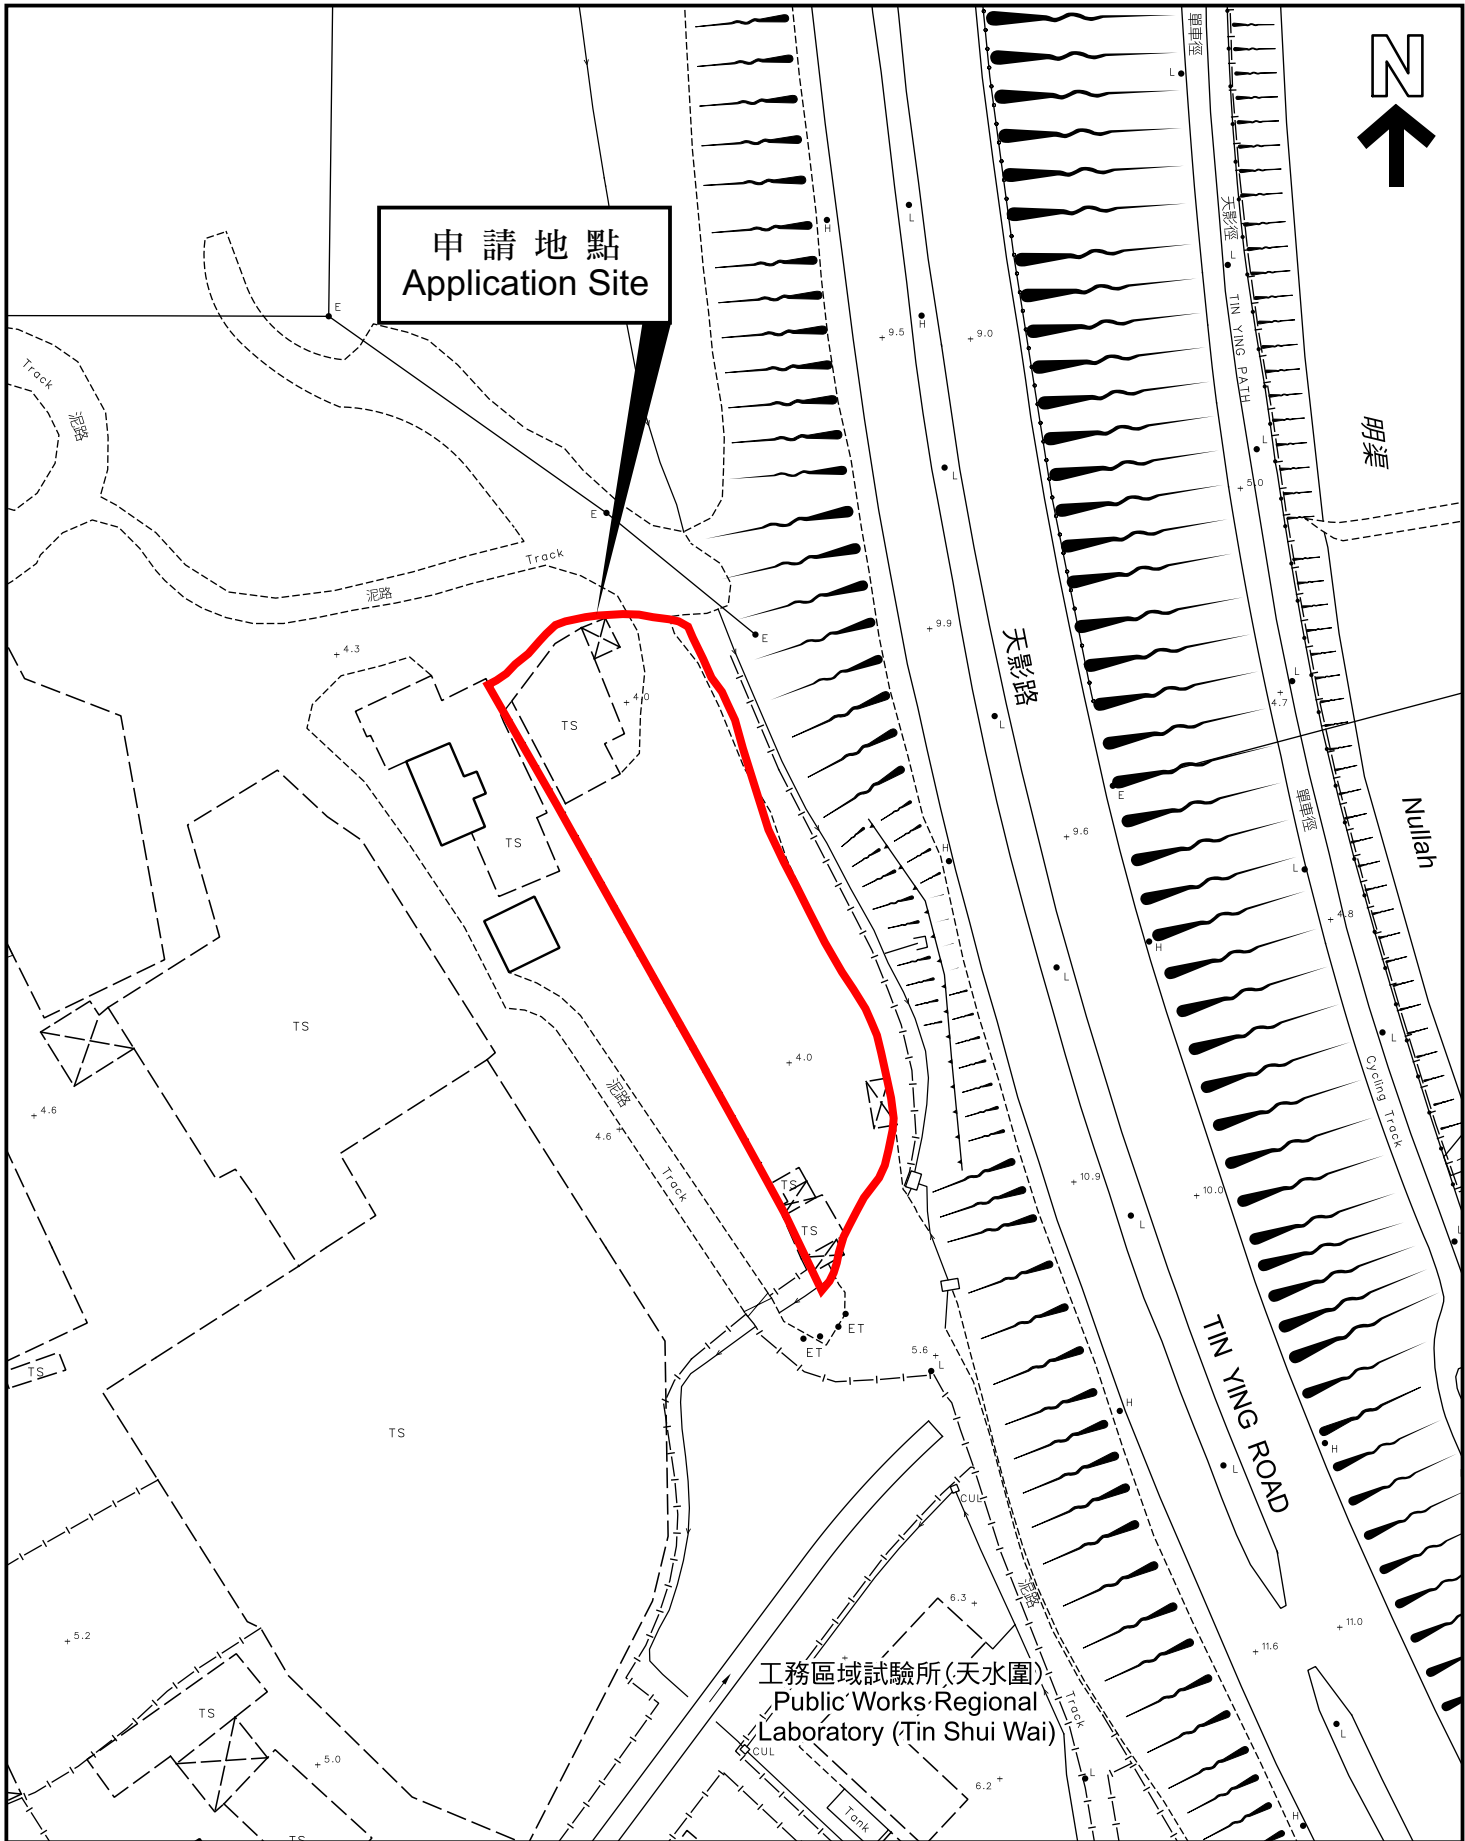 N
單車徑
L
天影徑
L
L
H
申請地點
Application Site
E
H
9.5
9.0
TIN YING PATH
Track
泥路
明渠
L
L
5.0
E
Track
泥路
9.9
天影路
E
4.3
L
4.7
4.0
TS
L
E
單車徑
Nullah
9.6
TS
H
L
4.8
H
L
TS
L
4.0
Cycling Track
泥路
4.6
4.6
Track
10.9
10.0
TS
TS
L
L
ET
ET
TIN YING ROAD
5.6
L
TS
H
TS
H
L
CUL
泥路
6.3
11.0
5.2
11.6
工務區域試驗所(天水圍)
Public Works Regional
Laboratory (Tin Shui Wai)
Track
TS
L
CUL
5.0
6.2
L
Tank
H
TS